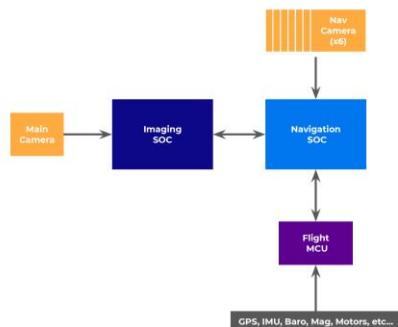 Nav
Camera
(x6)
Main
Camera
Imaging
SOC
Navigation
SOC
Flight
MCU
GPS, IMU, Baro, Mag, Motors, etc...